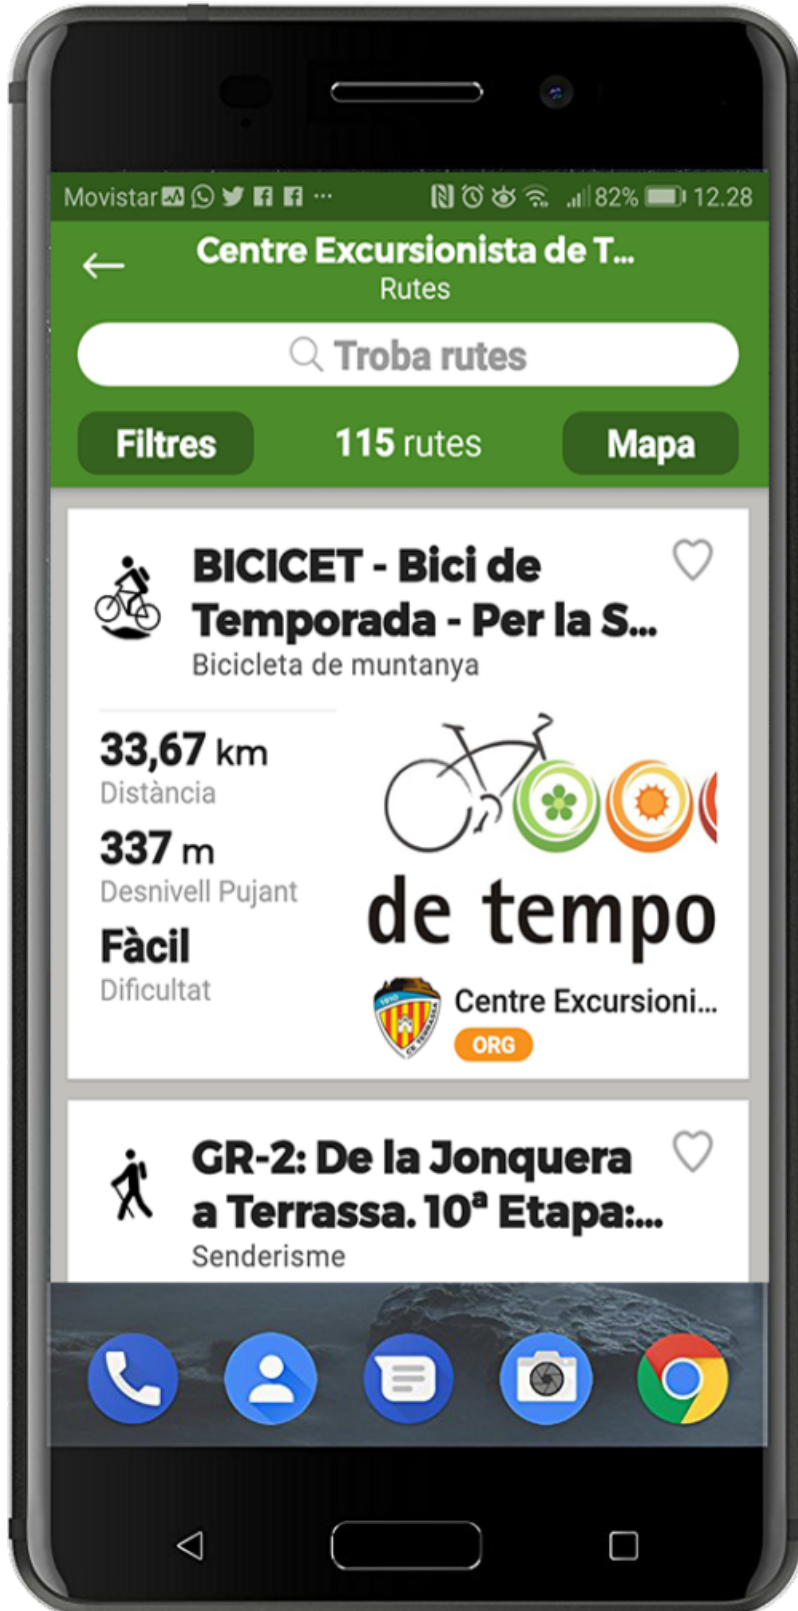 Movistar 82% 12.28
Centre Excursionista de T...
Rutes
Troba rutes
Filtres 115 rutes Mapa
BICICET - Bici de
Temporada - Per la S...
Bicicleta de muntanya
33,67 km
Distància
337 m
Desnivell Pujant
Fàcil
Dificultat
de tempo
1910
C.E. TERRASSA
Centre Excursioni...
ORG
GR-2: De la Jonquera
a Terrassa. 10ª Etapa:...
Senderisme